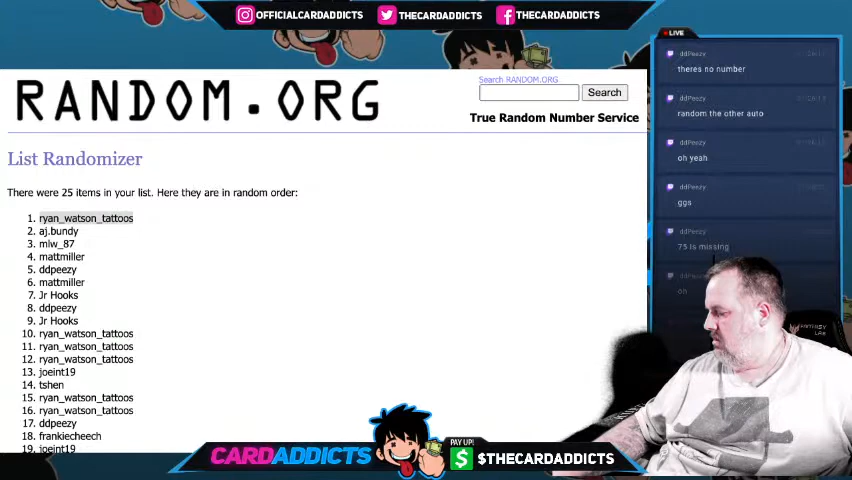 OFFICIALCARDADDICTS
THECARDADDICTS
THECARDADDICTS
LIVE
RANDOM.ORG
Search RANDOM.ORG
Search
True Random Number Service
List Randomizer
There were 25 items in your list. Here they are in random order:
1. ryan_watson_tattoos
2. aj.bundy
3. mlw_87
4. mattmiller
5. ddpeezy
6. mattmiller
7. Jr Hooks
8. ddpeezy
9. Jr Hooks
10. ryan_watson_tattoos
11. ryan_watson_tattoos
12. ryan_watson_tattoos
13. joeint19
14. tshen
15. ryan_watson_tattoos
16. ryan_watson_tattoos
17. ddpeezy
18. frankiecheech
19. joeint19
ddPeezy
theres no number
ddPeezy
random the other auto
ddPeezy
oh yeah
ddPeezy
ggs
ddPeezy
75 is missing
ddPeezy
oh
CARDADDICTS
PAY UP!
$THECARDADDICTS